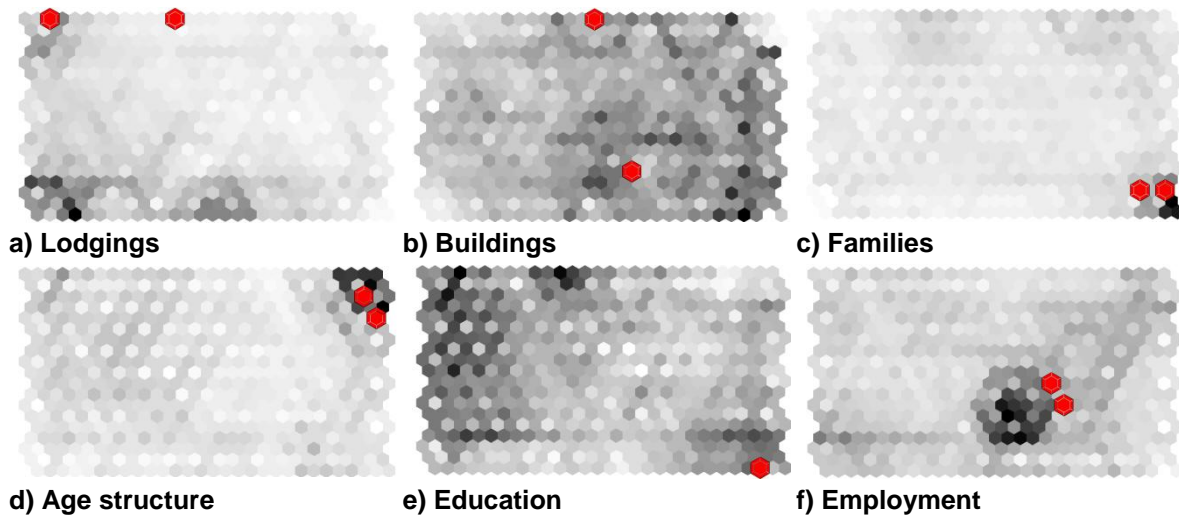 a) Lodgings
b) Buildings
c) Families
d) Age structure
e) Education
f) Employment